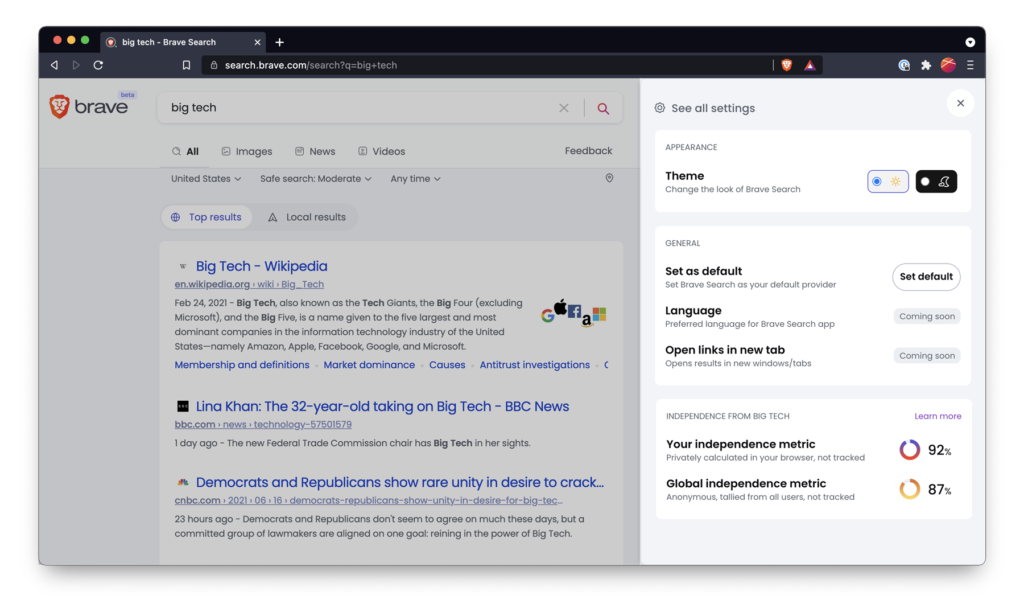 big tech - Brave Search
search.brave.com/search?q=big+tech
brave
beta
big tech
All
Images
News
Videos
Feedback
United States
Safe search: Moderate
Any time
Top results
Local results
W
Big Tech - Wikipedia
en.wikipedia.org › wiki › Big_Tech
Feb 24, 2021 - Big Tech, also known as the Tech Giants, the Big Four (excluding
Microsoft), and the Big Five, is a name given to the five largest and most
dominant companies in the information technology industry of the United
States—namely Amazon, Apple, Facebook, Google, and Microsoft.
Membership and definitions · Market dominance · Causes · Antitrust investigations ·
Lina Khan: The 32-year-old taking on Big Tech - BBC News
bbc.com › news › technology-57501579
1 day ago - The new Federal Trade Commission chair has Big Tech in her sights.
Democrats and Republicans show rare unity in desire to crack...
cnbc.com › 2021 › 06 › 16 › democrats-republicans-show-unity-in-desire-for-big-tec...
23 hours ago - Democrats and Republicans don't seem to agree on much these days, but a
committed group of lawmakers are aligned on one goal: reining in the power of Big Tech.
See all settings
APPEARANCE
Theme
Change the look of Brave Search
GENERAL
Set as default
Set Brave Search as your default provider
Set default
Language
Preferred language for Brave Search app
Coming soon
Open links in new tab
Opens results in new windows/tabs
Coming soon
INDEPENDENCE FROM BIG TECH
Learn more
Your independence metric
Privately calculated in your browser, not tracked
92%
Global independence metric
Anonymous, tallied from all users, not tracked
87%